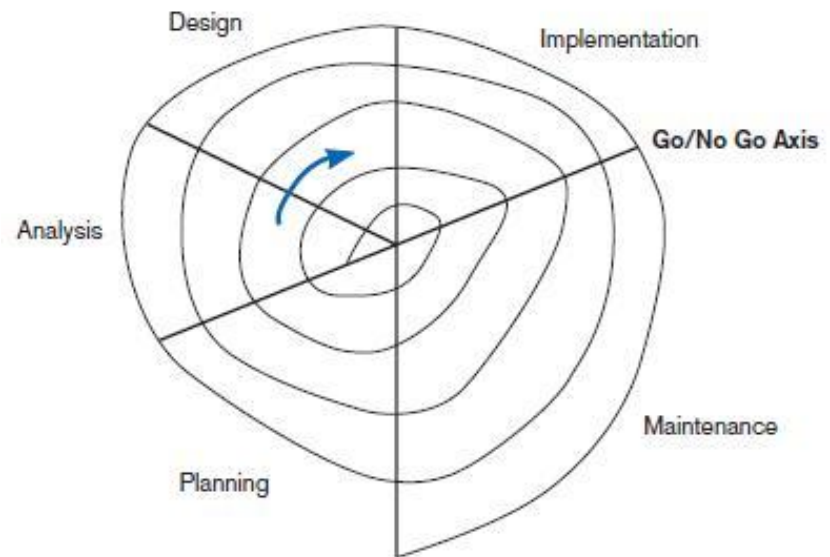 Design
Implementation
Go/No Go Axis
Analysis
Maintenance
Planning